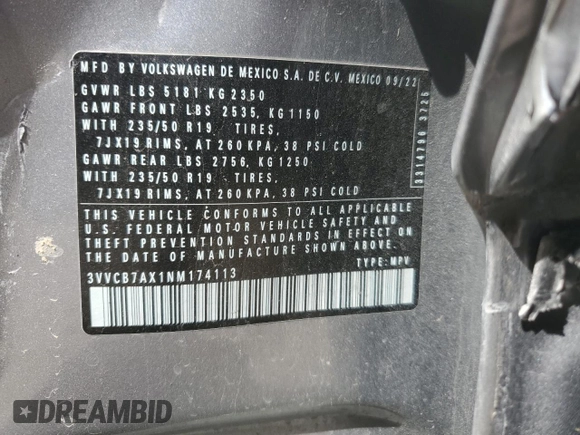 MFD BY VOLKSWAGEN DE MEXICO S.A. DE C.V. MEXICO 09/22
GVWR LBS 5181 KG 2350
GAWR FRONT LBS 2535, KG 1150
WITH 235/50 R19 TIRES,
7JX19 RIMS, AT 260 KPA, 38 PSI COLD
GAWR REAR LBS 2756, KG 1250
WITH 235/50 R19 TIRES,
7JX19 RIMS, AT 260 KPA, 38 PSI COLD
THIS VEHICLE CONFORMS TO ALL APPLICABLE
U.S. FEDERAL MOTOR VEHICLE SAFETY AND
THEFT PREVENTION STANDARDS IN EFFECT ON
THE DATE OF MANUFACTURE SHOWN ABOVE.
3VVCB7AX1NM174113 TYPE: MPV
3726
DREAMBID